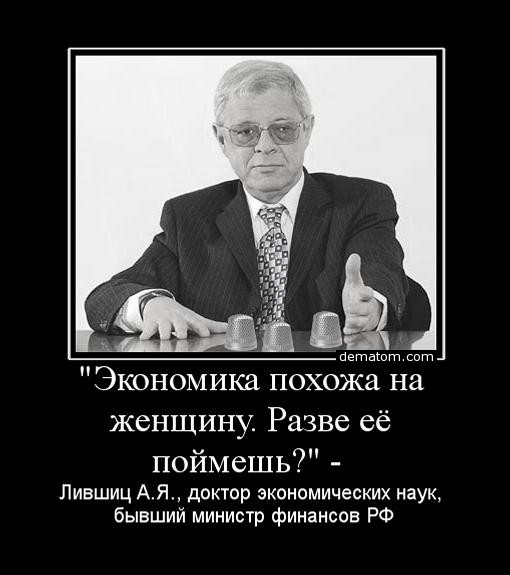 dematom.com
"Экономика похожа на
женщину. Разве её
поймешь?" -
Лившиц А.Я., доктор экономических наук,
бывший министр финансов РФ